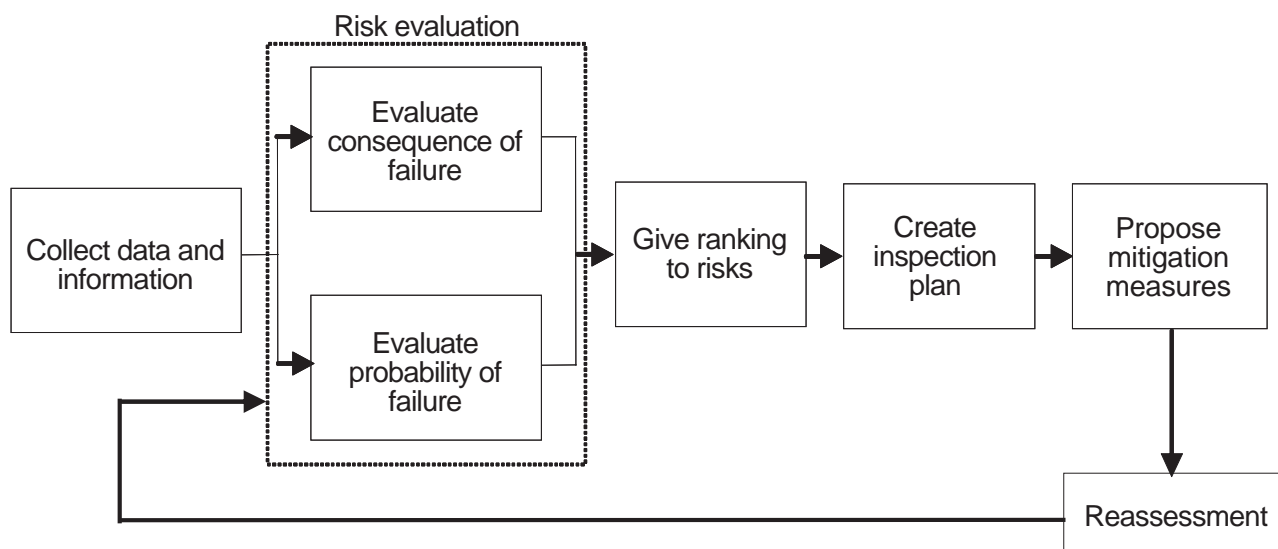 Risk evaluation
Evaluate
consequence of
failure
Collect data and
information
Evaluate
probability of
failure
Give ranking
to risks
Create
inspection
plan
Propose
mitigation
measures
Reassessment